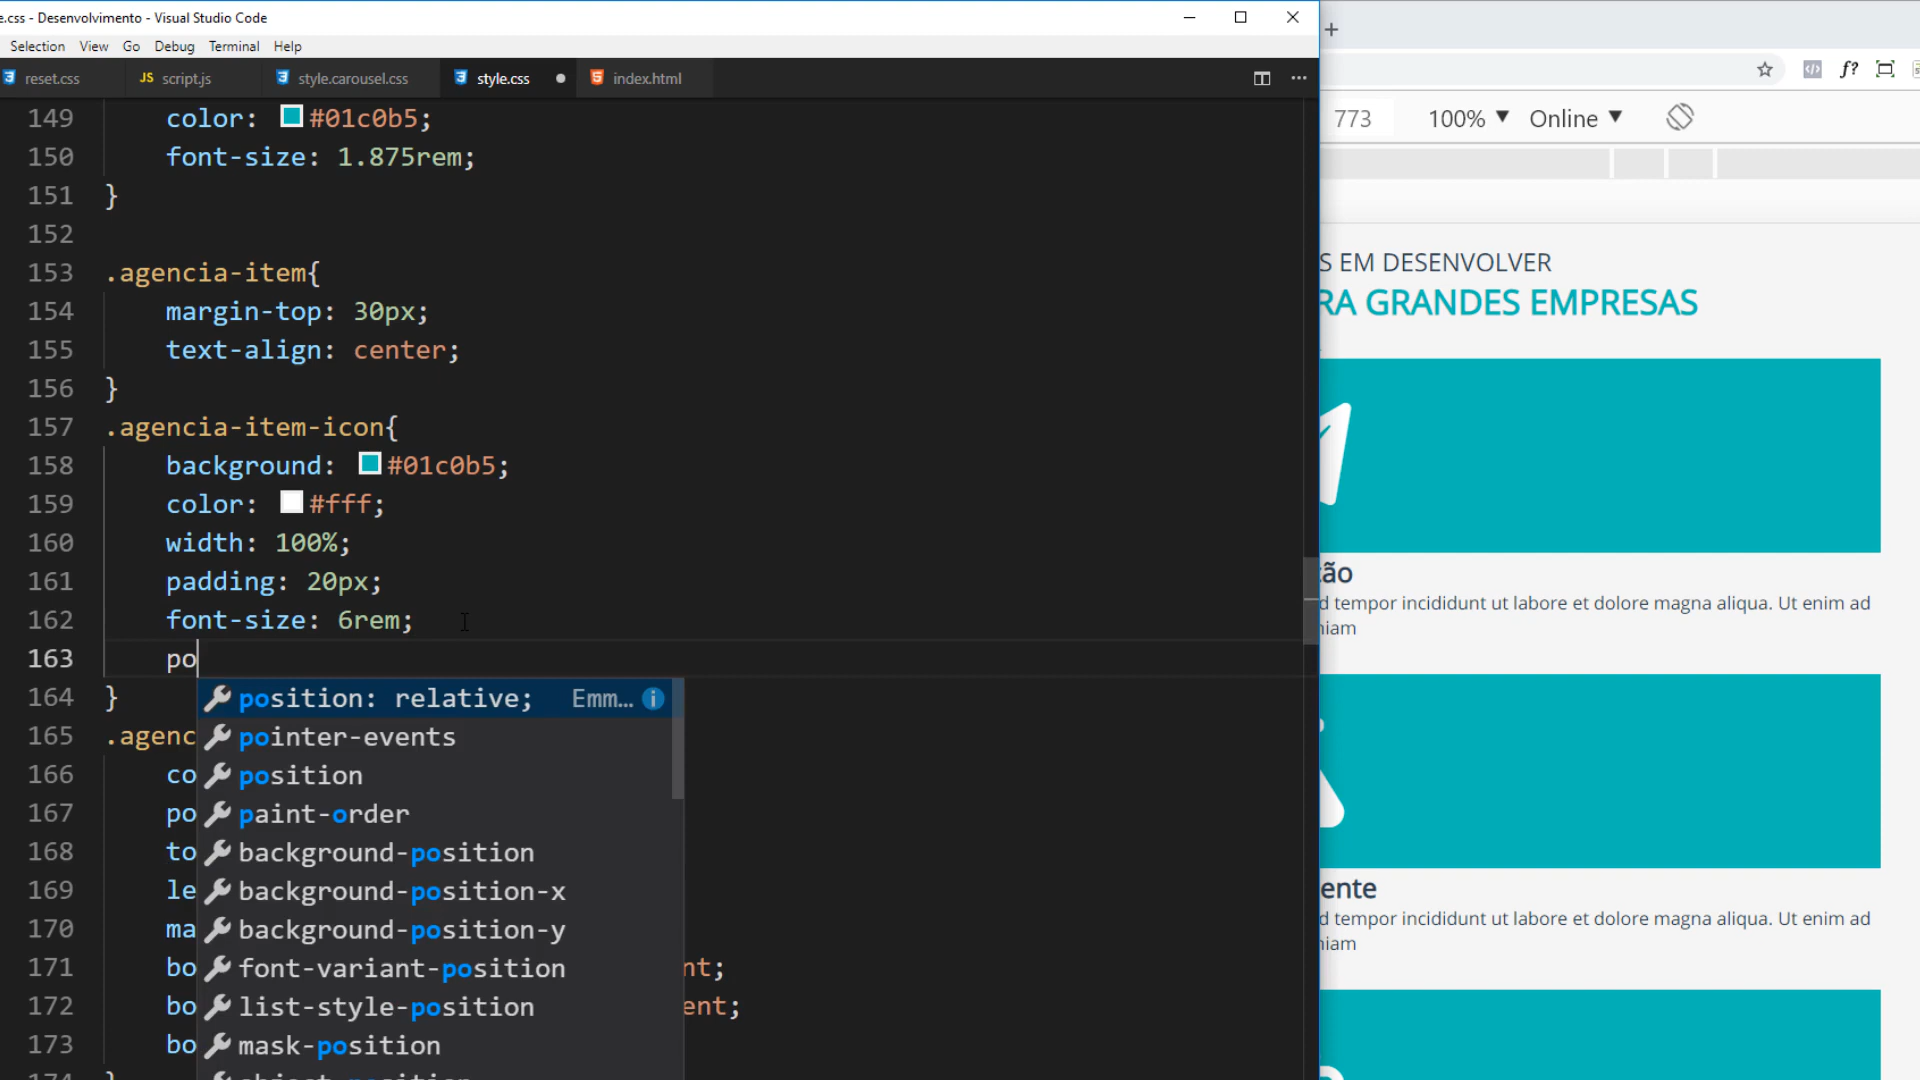 e.css - Desenvolvimento - Visual Studio Code
Selection View Go Debug Terminal Help
reset.css JS script.js style.carousel.css style.css index.html
149 color: #01c0b5;
150 font-size: 1.875rem;
151 }
152
153 .agencia-item{
154 margin-top: 30px;
155 text-align: center;
156 }
157 .agencia-item-icon{
158 background: #01c0b5;
159 color: #fff;
160 width: 100%;
161 padding: 20px;
162 font-size: 6rem;
163 po
position: relative; Emm...
164 }
pointer-events
165 .agenc
position
166 co
paint-order
167 po
background-position
168 to
background-position-x
169 le
background-position-y
170 ma
font-variant-position
171 bo nt;
list-style-position
172 bo ent;
mask-position
173 bo
773 100% Online
S EM DESENVOLVER
RA GRANDES EMPRESAS
ão
d tempor incididunt ut labore et dolore magna aliqua. Ut enim ad
niam
ente
d tempor incididunt ut labore et dolore magna aliqua. Ut enim ad
niam